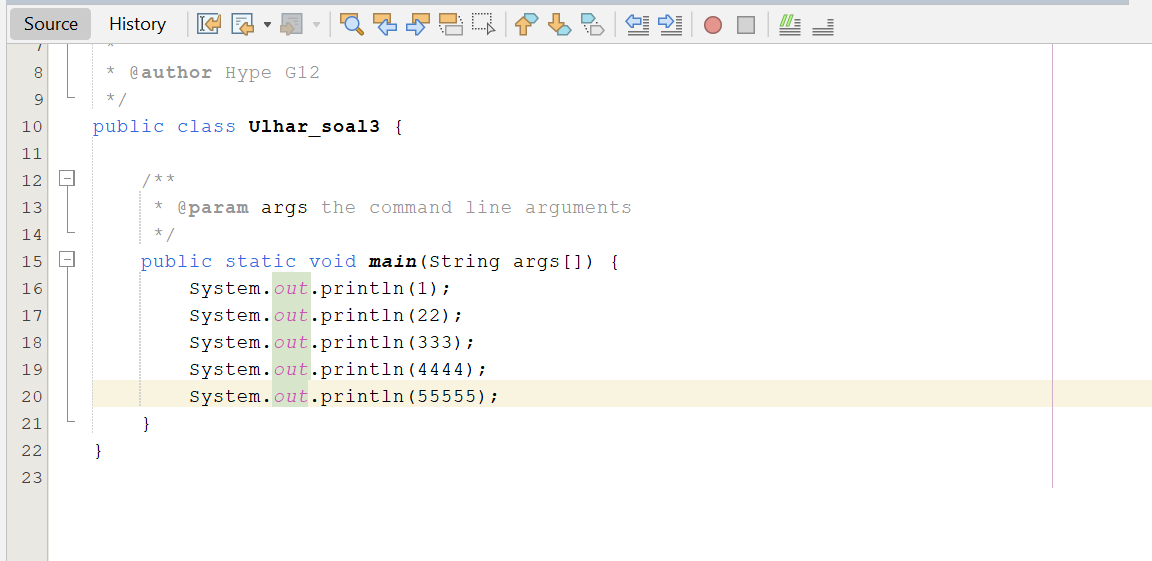 Source History
7 *
8 * @author Hype G12
9 */
10 public class Ulhar_soal3 {
11
12 /**
13 * @param args the command line arguments
14 */
15 public static void main(String args[]) {
16 System.out.println(1);
17 System.out.println(22);
18 System.out.println(333);
19 System.out.println(4444);
20 System.out.println(55555);
21 }
22 }
23